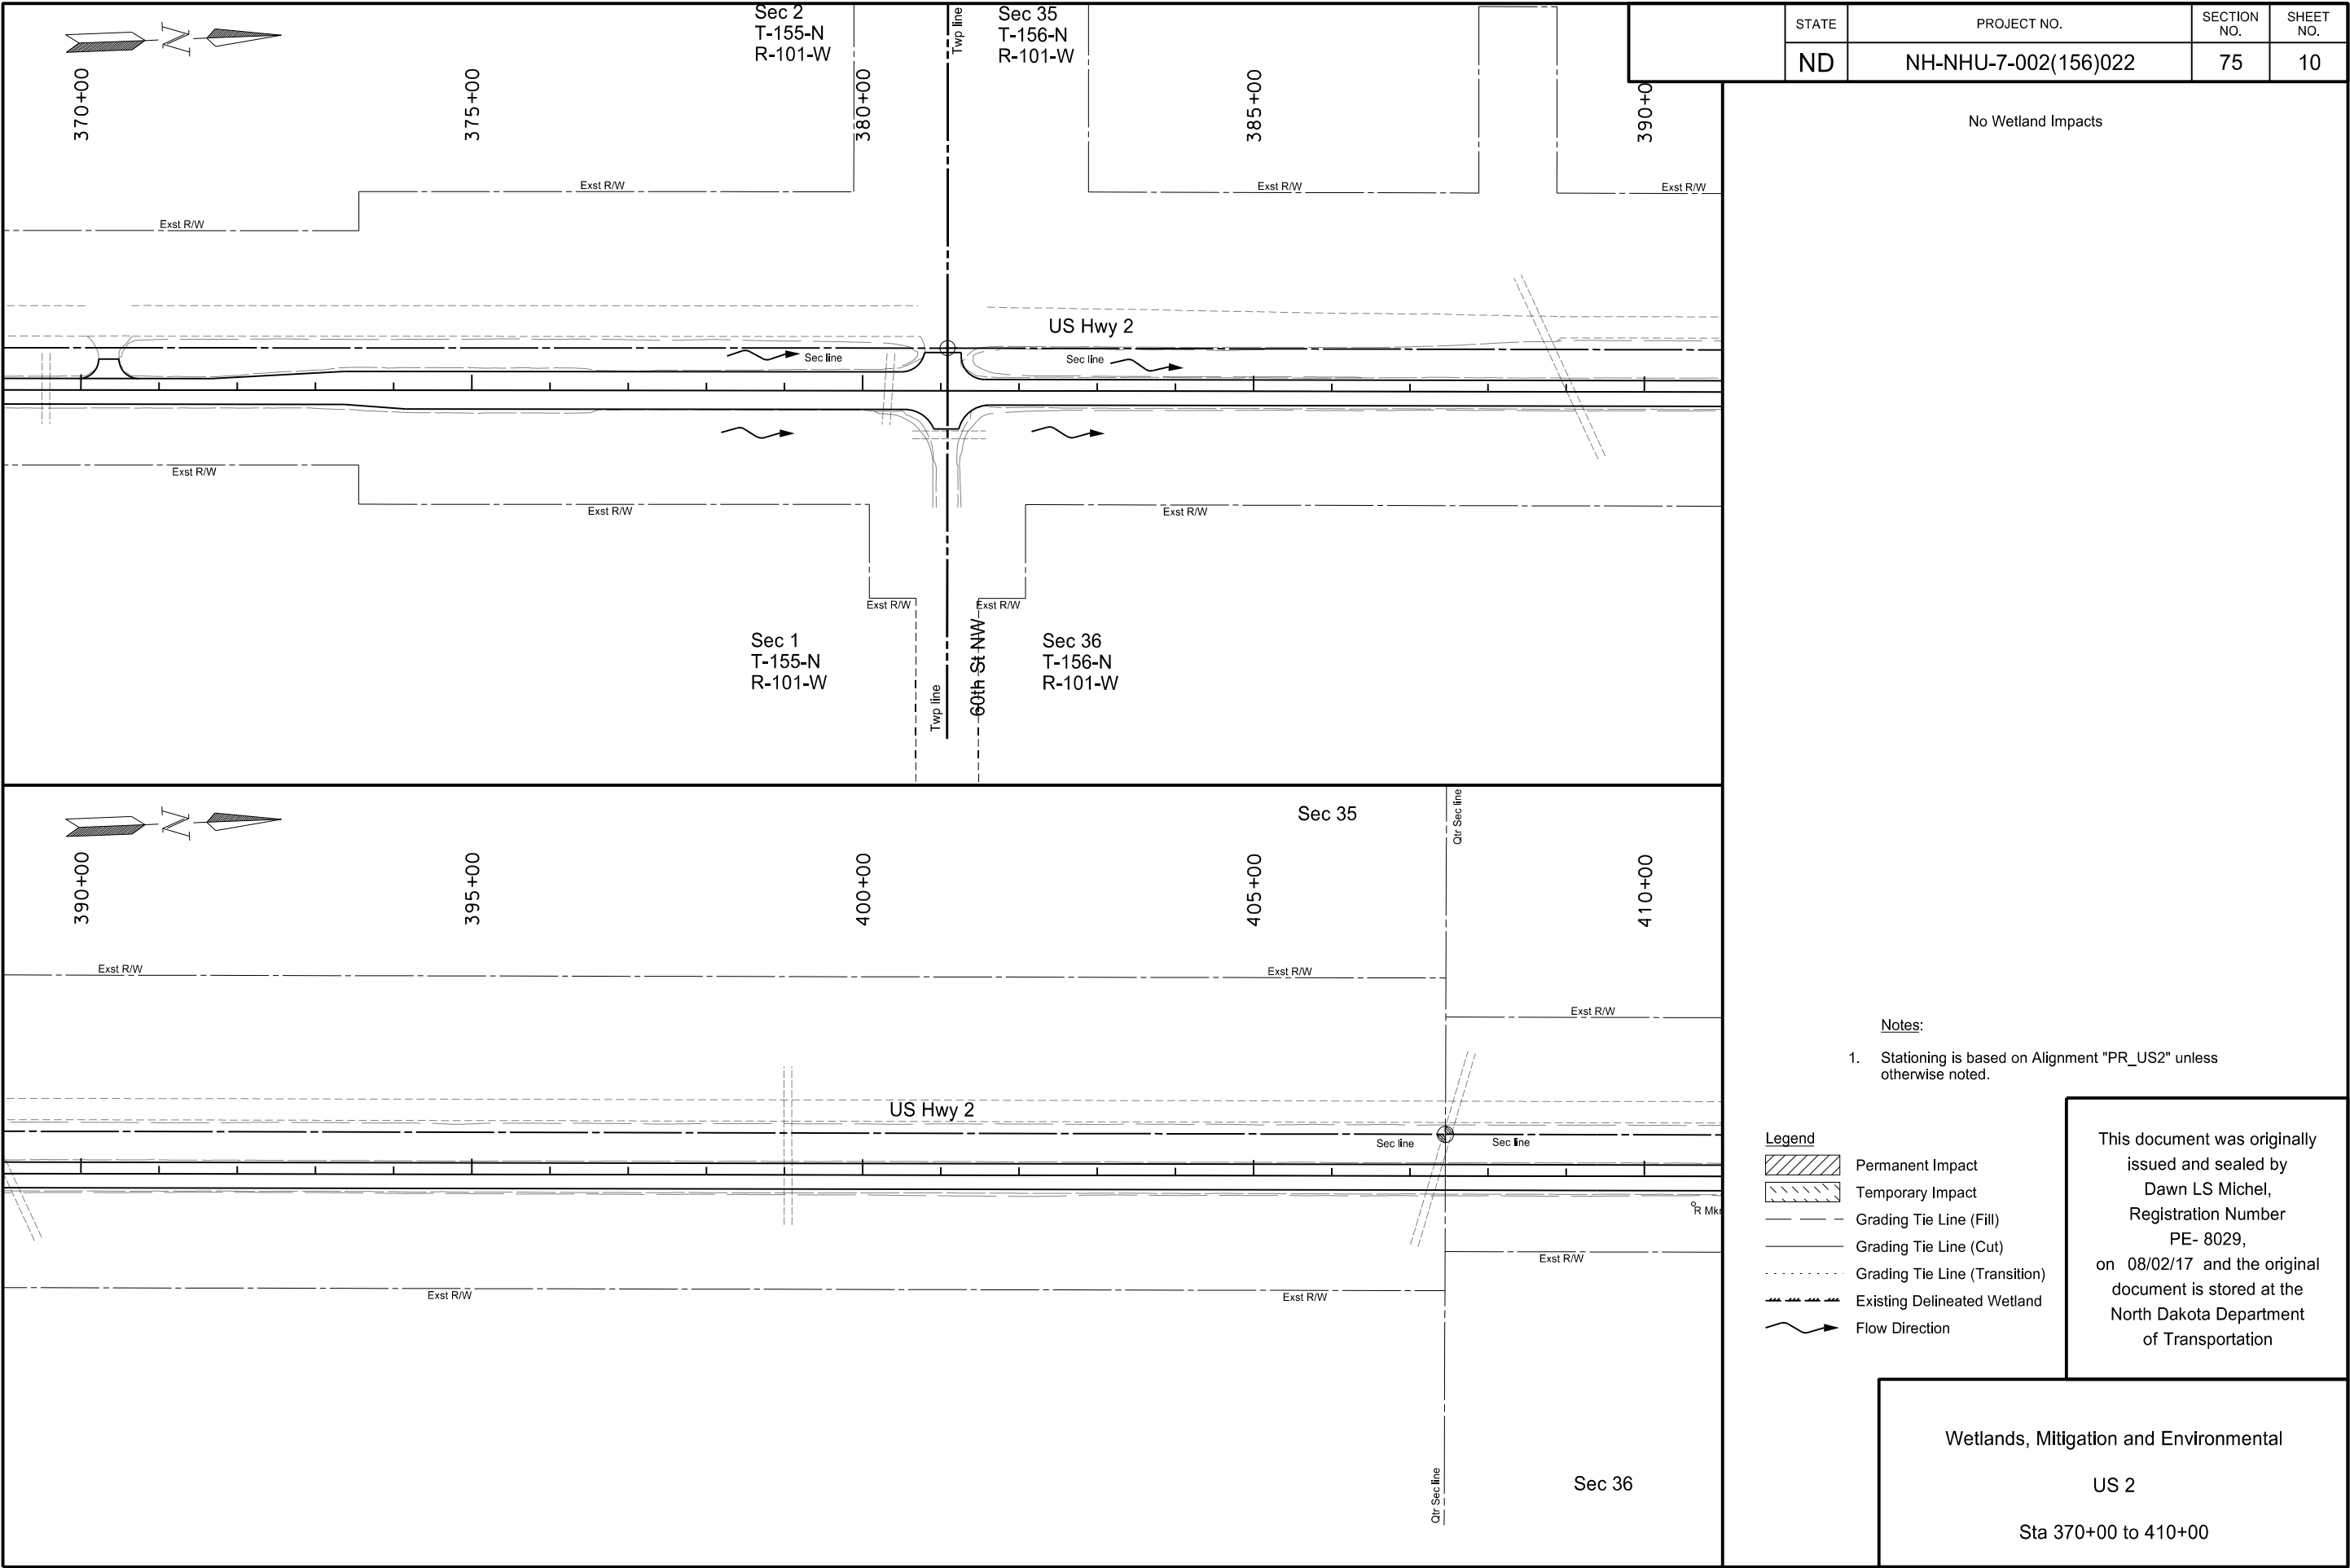 STATE
PROJECT NO.
SECTION NO.
SHEET NO.
ND
NH-NHU-7-002(156)022
75
10
No Wetland Impacts
N
Sec 2
T-155-N
R-101-W
Twp line
Sec 35
T-156-N
R-101-W
370+00
375+00
380+00
385+00
390+0
Exst R/W
Exst R/W
Exst R/W
Exst R/W
US Hwy 2
Sec line
Sec line
Exst R/W
Exst R/W
Exst R/W
Exst R/W
Exst R/W
Sec 1
T-155-N
R-101-W
Twp line
60th St NW
Sec 36
T-156-N
R-101-W
N
Sec 35
Qtr Sec line
390+00
395+00
400+00
405+00
410+00
Exst R/W
Exst R/W
Exst R/W
US Hwy 2
Sec line
Sec line
R Mkr
Exst R/W
Exst R/W
Exst R/W
Qtr Sec line
Sec 36
Notes:
1. Stationing is based on Alignment "PR_US2" unless
otherwise noted.
Legend
Permanent Impact
Temporary Impact
Grading Tie Line (Fill)
Grading Tie Line (Cut)
Grading Tie Line (Transition)
Existing Delineated Wetland
Flow Direction
This document was originally
issued and sealed by
Dawn LS Michel,
Registration Number
PE- 8029,
on 08/02/17 and the original
document is stored at the
North Dakota Department
of Transportation
Wetlands, Mitigation and Environmental
US 2
Sta 370+00 to 410+00